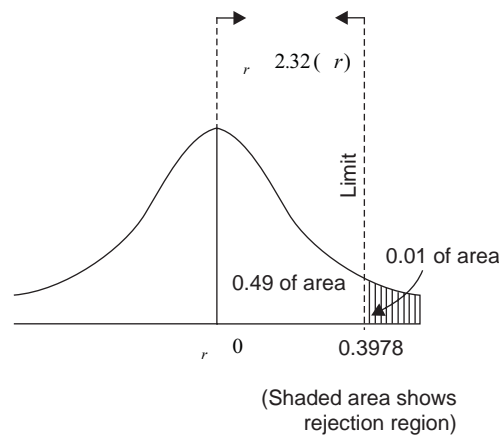 r 2.32( r)
Limit
0.01 of area
0.49 of area
r 0 0.3978
(Shaded area shows
rejection region)